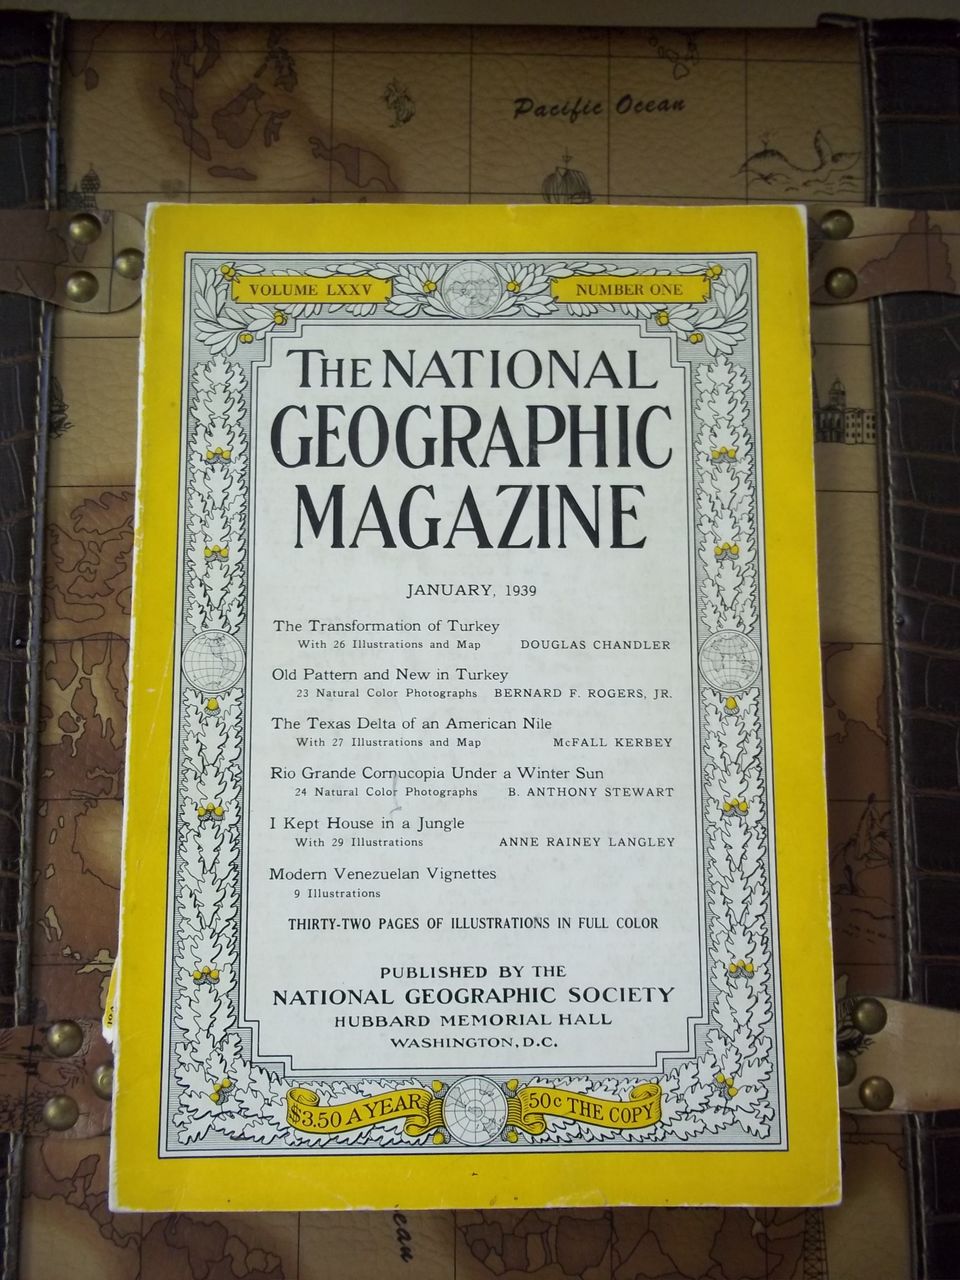 Pacific Ocean
VOLUME LXXV
NUMBER ONE
THE NATIONAL
GEOGRAPHIC
MAGAZINE
JANUARY, 1939
The Transformation of Turkey
With 26 Illustrations and Map DOUGLAS CHANDLER
Old Pattern and New in Turkey
23 Natural Color Photographs BERNARD F. ROGERS, JR.
The Texas Delta of an American Nile
With 27 Illustrations and Map McFALL KERBEY
Rio Grande Cornucopia Under a Winter Sun
24 Natural Color Photographs B. ANTHONY STEWART
I Kept House in a Jungle
With 29 Illustrations ANNE RAINEY LANGLEY
Modern Venezuelan Vignettes
9 Illustrations
THIRTY-TWO PAGES OF ILLUSTRATIONS IN FULL COLOR
PUBLISHED BY THE
NATIONAL GEOGRAPHIC SOCIETY
HUBBARD MEMORIAL HALL
WASHINGTON, D.C.
$3.50 A YEAR
50c THE COPY